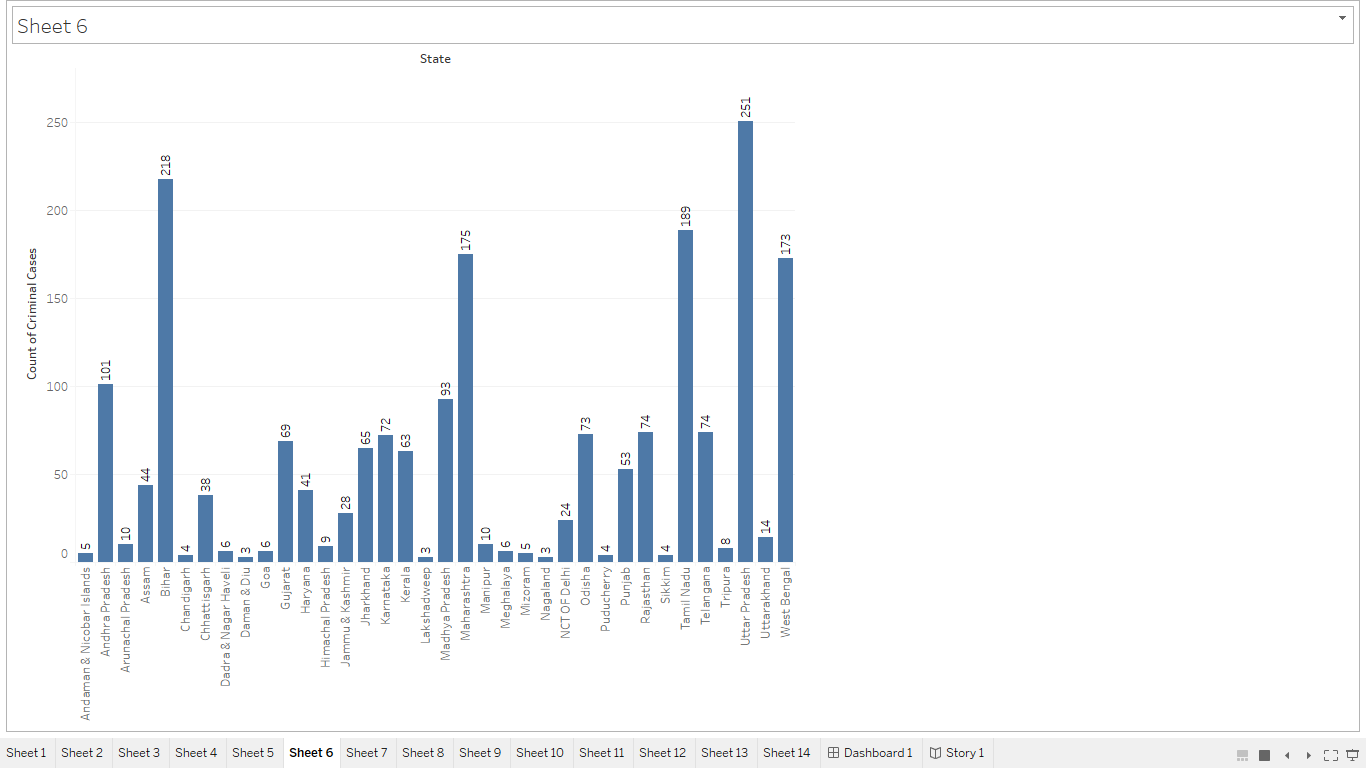 Sheet 6
State
Count of Criminal Cases
250
200
150
100
50
0
5
101
10
44
218
4
38
6
3
6
69
41
9
28
65
72
63
3
93
175
10
6
5
3
24
73
4
53
74
4
189
74
8
251
14
173
Andaman & Nicobar Islands
Andhra Pradesh
Arunachal Pradesh
Assam
Bihar
Chandigarh
Chhattisgarh
Dadra & Nagar Haveli
Daman & Diu
Goa
Gujarat
Haryana
Himachal Pradesh
Jammu & Kashmir
Jharkhand
Karnataka
Kerala
Lakshadweep
Madhya Pradesh
Maharashtra
Manipur
Meghalaya
Mizoram
Nagaland
NCT OF Delhi
Odisha
Puducherry
Punjab
Rajasthan
Sikkim
Tamil Nadu
Telangana
Tripura
Uttar Pradesh
Uttarakhand
West Bengal
Sheet 1 Sheet 2 Sheet 3 Sheet 4 Sheet 5 Sheet 6 Sheet 7 Sheet 8 Sheet 9 Sheet 10 Sheet 11 Sheet 12 Sheet 13 Sheet 14 Dashboard 1 Story 1